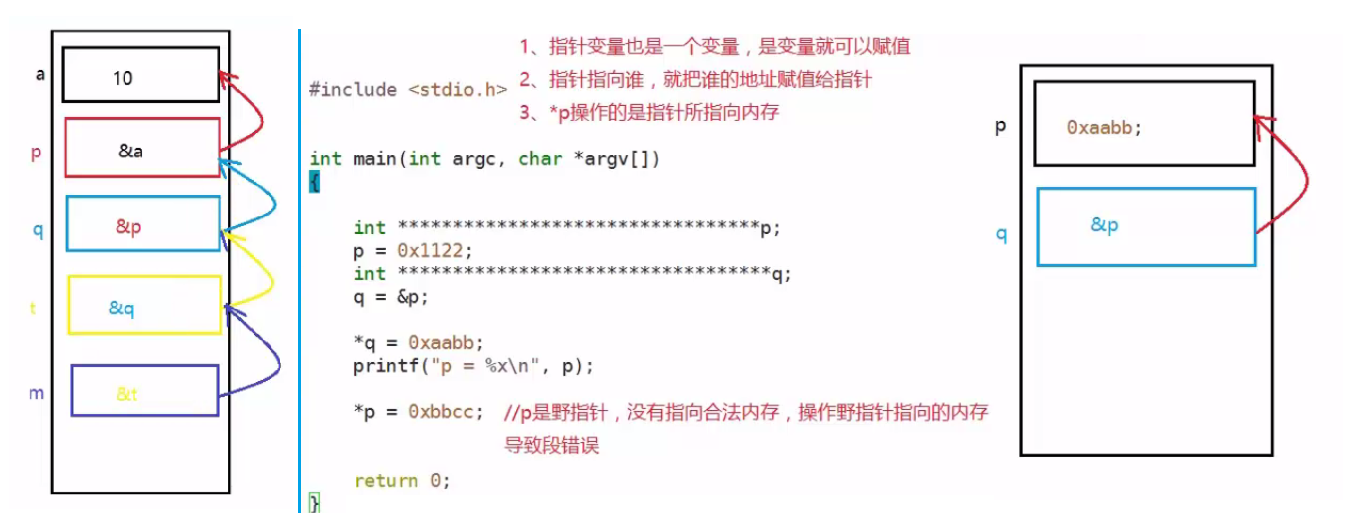 a
10
p
&a
q
&p
t
&q
m
&t
1、指针变量也是一个变量，是变量就可以赋值
2、指针指向谁，就把谁的地址赋值给指针
3、*p操作的是指针所指向内存
#include <stdio.h>
int main(int argc, char *argv[])
{
int *********************************p;
p = 0x1122;
int **********************************q;
q = &p;
*q = 0xaabb;
printf("p = %x\n", p);
*p = 0xbbcc; //p是野指针，没有指向合法内存，操作野指针指向的内存
导致段错误
return 0;
}
p
0xaabb;
q
&p